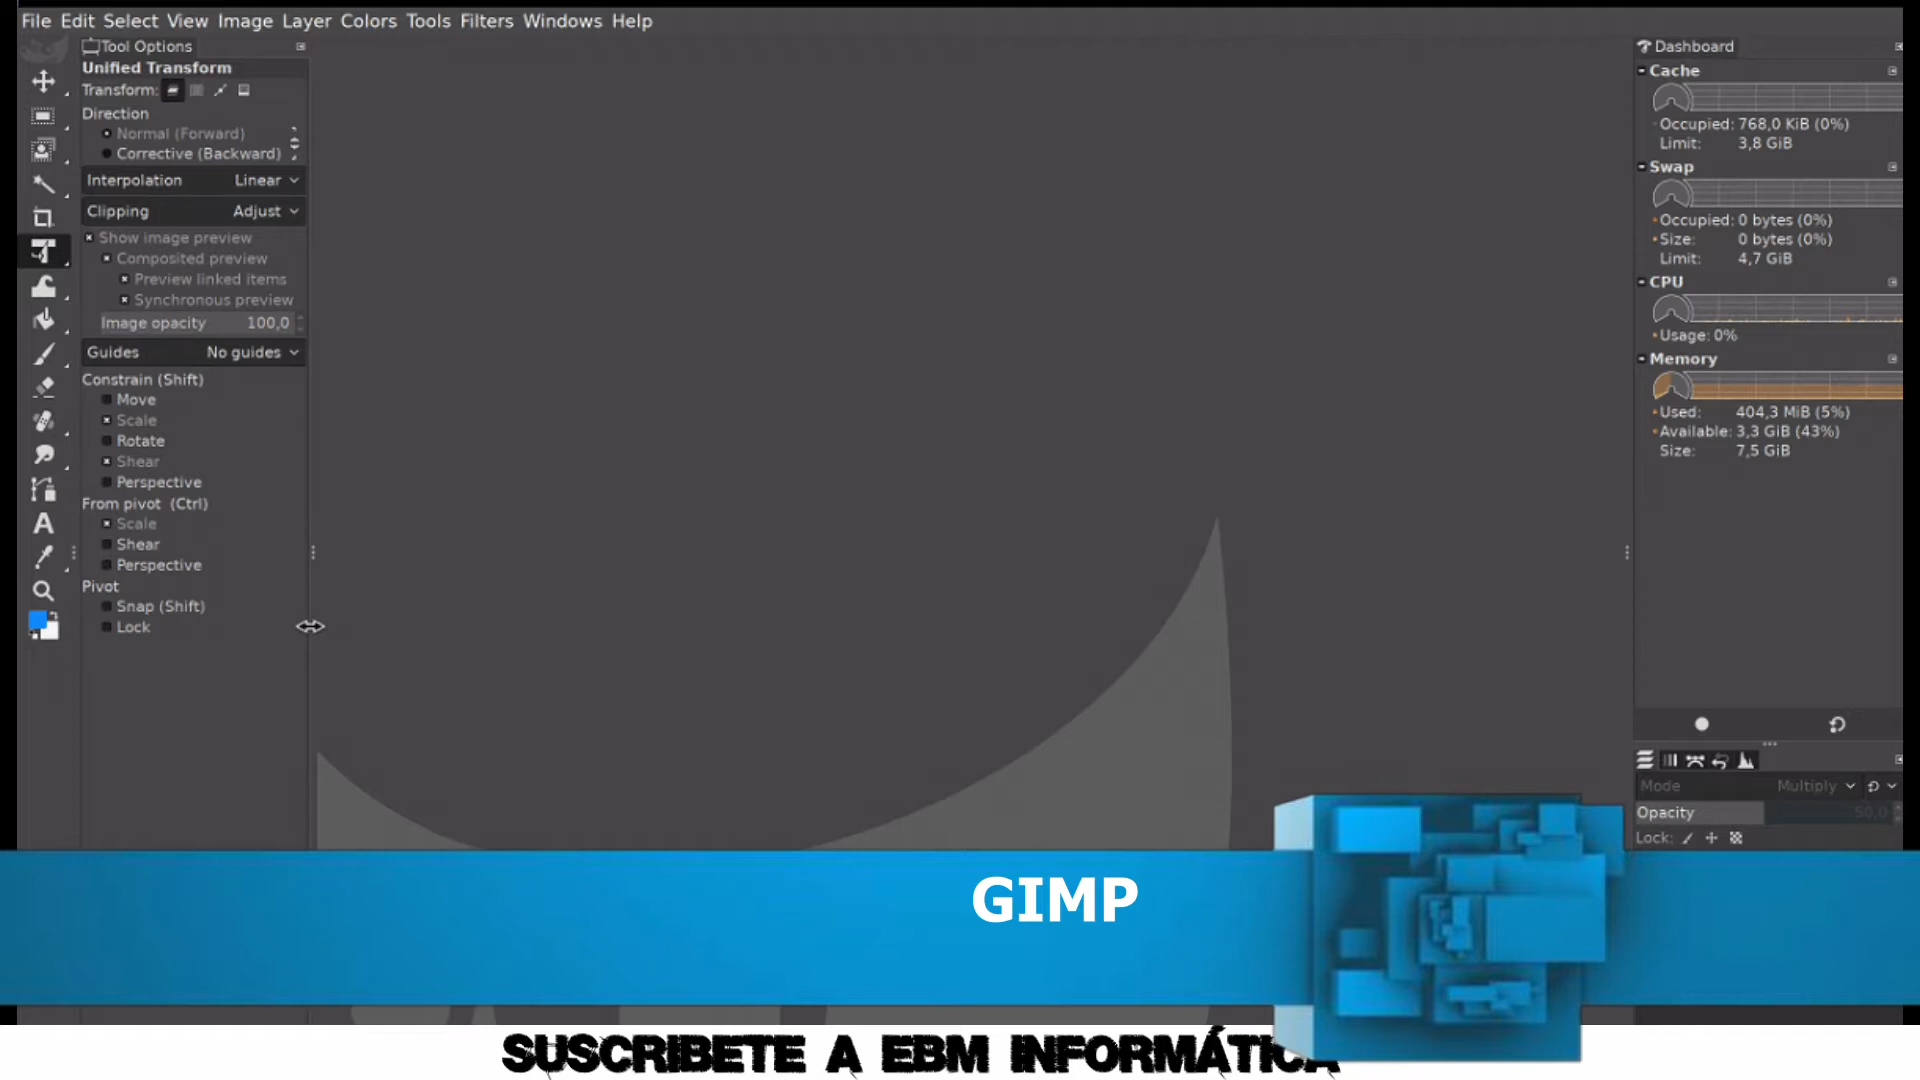 File Edit Select View Image Layer Colors Tools Filters Windows Help
Tool Options
Unified Transform
Transform:
Direction
Normal (Forward)
Corrective (Backward)
Interpolation Linear
Clipping Adjust
Show image preview
Composited preview
Preview linked items
Synchronous preview
Image opacity 100,0
Guides No guides
Constrain (Shift)
Move
Scale
Rotate
Shear
Perspective
From pivot (Ctrl)
Scale
Shear
Perspective
Pivot
Snap (Shift)
Lock
Dashboard
Cache
Occupied: 768,0 KiB (0%)
Limit: 3,8 GiB
Swap
Occupied: 0 bytes (0%)
Size: 0 bytes (0%)
Limit: 4,7 GiB
CPU
Usage: 0%
Memory
Used: 404,3 MiB (5%)
Available: 3,3 GiB (43%)
Size: 7,5 GiB
Mode Multiply
Opacity 50,0
Lock:
GIMP
SUSCRIBETE A EBM INFORMÁTICA